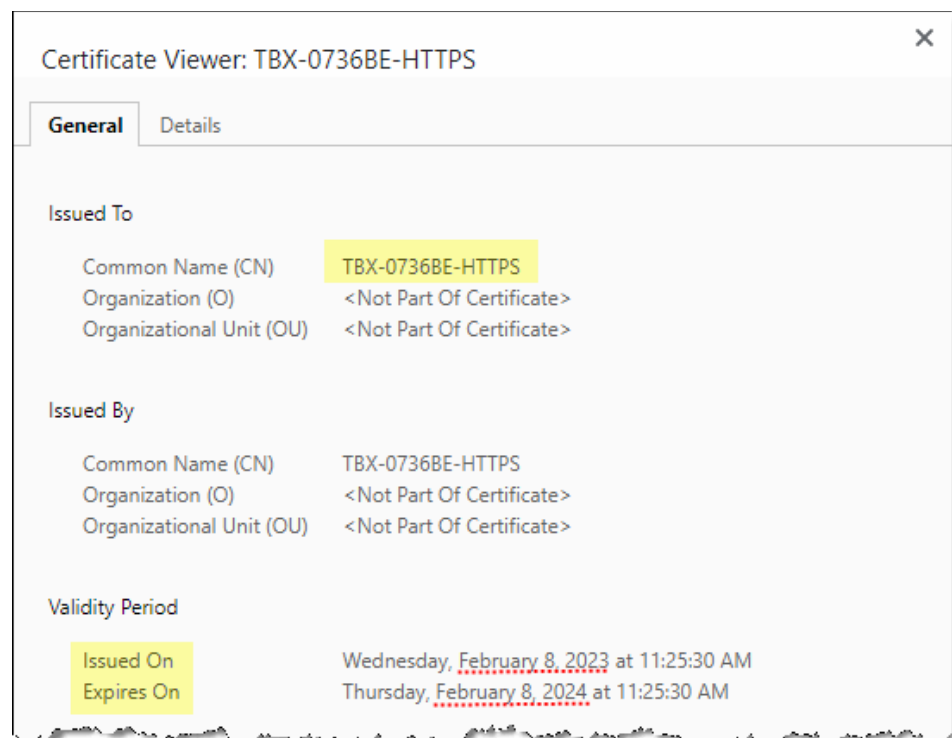 Certificate Viewer: TBX-0736BE-HTTPS
General Details
Issued To
Common Name (CN) TBX-0736BE-HTTPS
Organization (O) <Not Part Of Certificate>
Organizational Unit (OU) <Not Part Of Certificate>
Issued By
Common Name (CN) TBX-0736BE-HTTPS
Organization (O) <Not Part Of Certificate>
Organizational Unit (OU) <Not Part Of Certificate>
Validity Period
Issued On Wednesday, February 8, 2023 at 11:25:30 AM
Expires On Thursday, February 8, 2024 at 11:25:30 AM